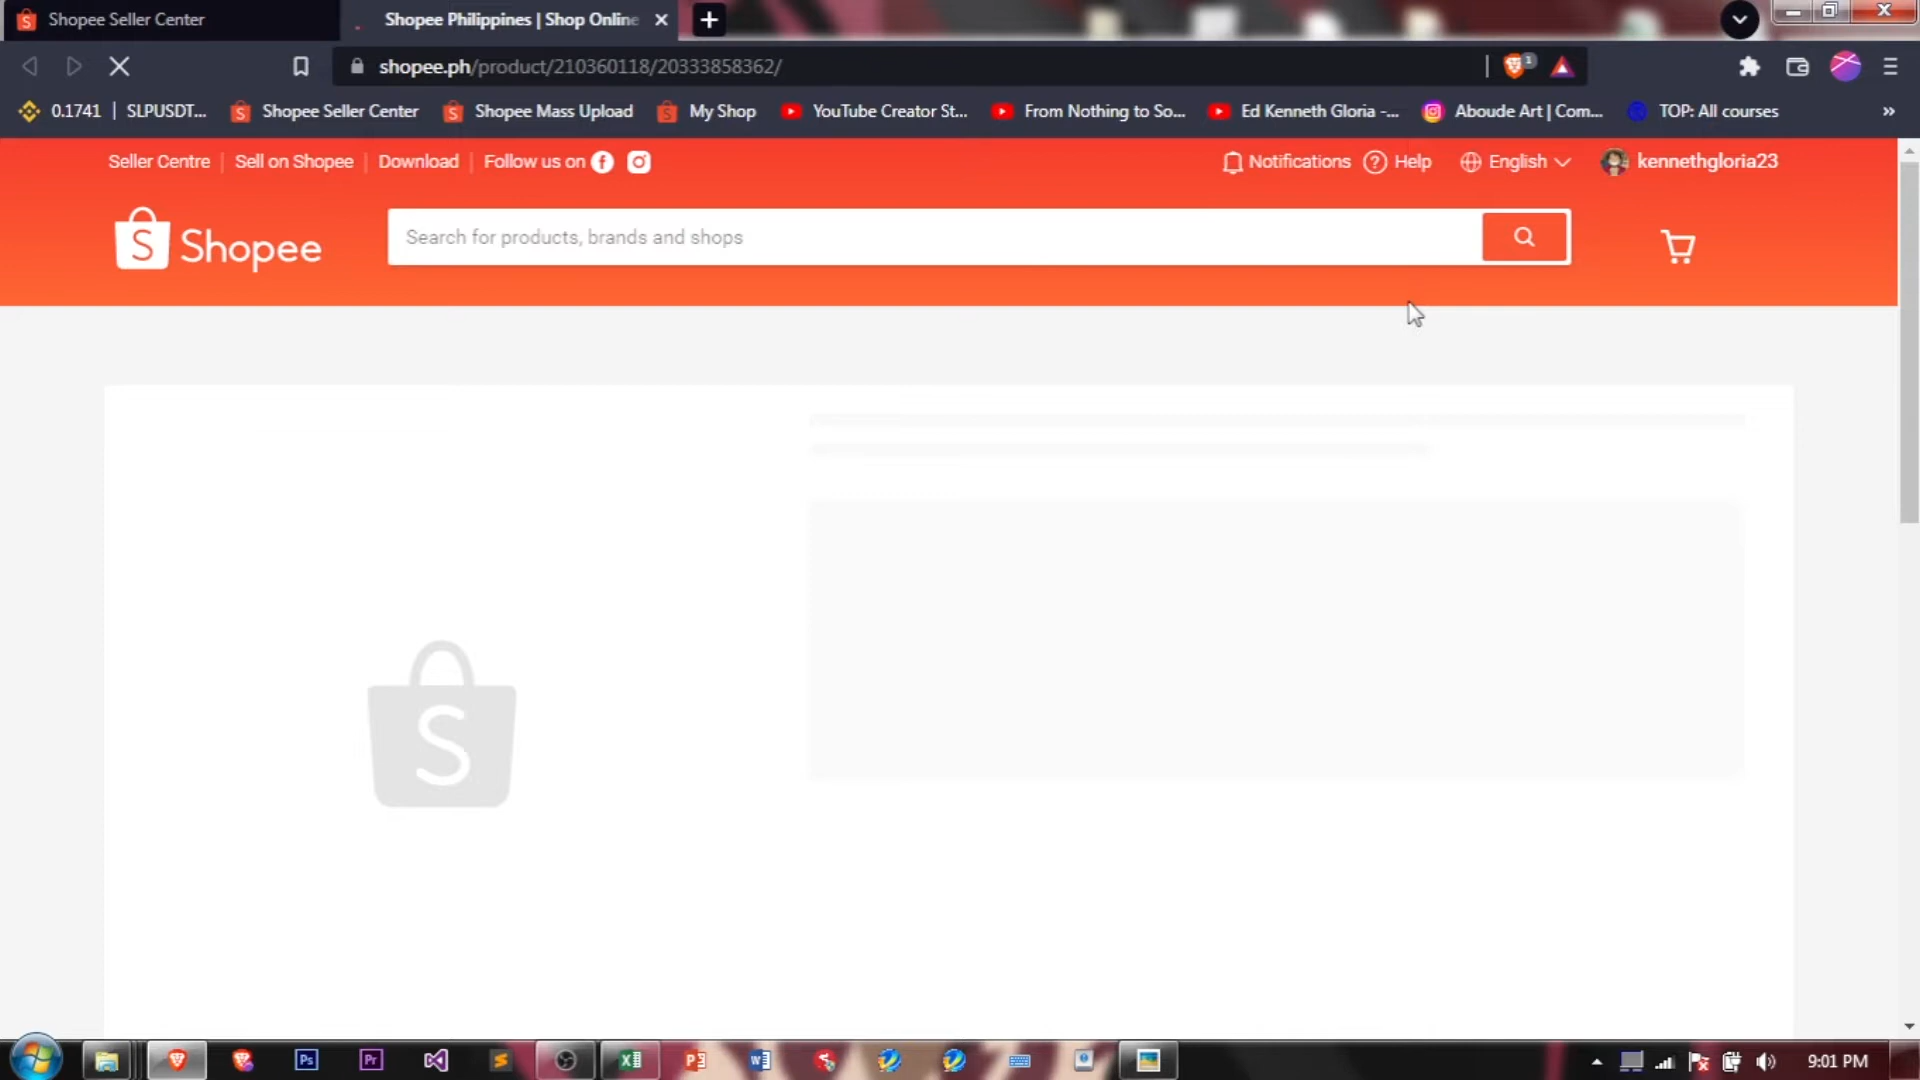 Shopee Seller Center
Shopee Philippines | Shop Online
shopee.ph/product/210360118/20333858362/
1
0.1741 | SLPUSDT...
Shopee Seller Center
Shopee Mass Upload
My Shop
YouTube Creator St...
From Nothing to So...
Ed Kenneth Gloria -...
Aboude Art | Com...
TOP: All courses
Seller Centre
Sell on Shopee
Download
Follow us on
Notifications
Help
English
kennethgloria23
Shopee
Search for products, brands and shops
9:01 PM